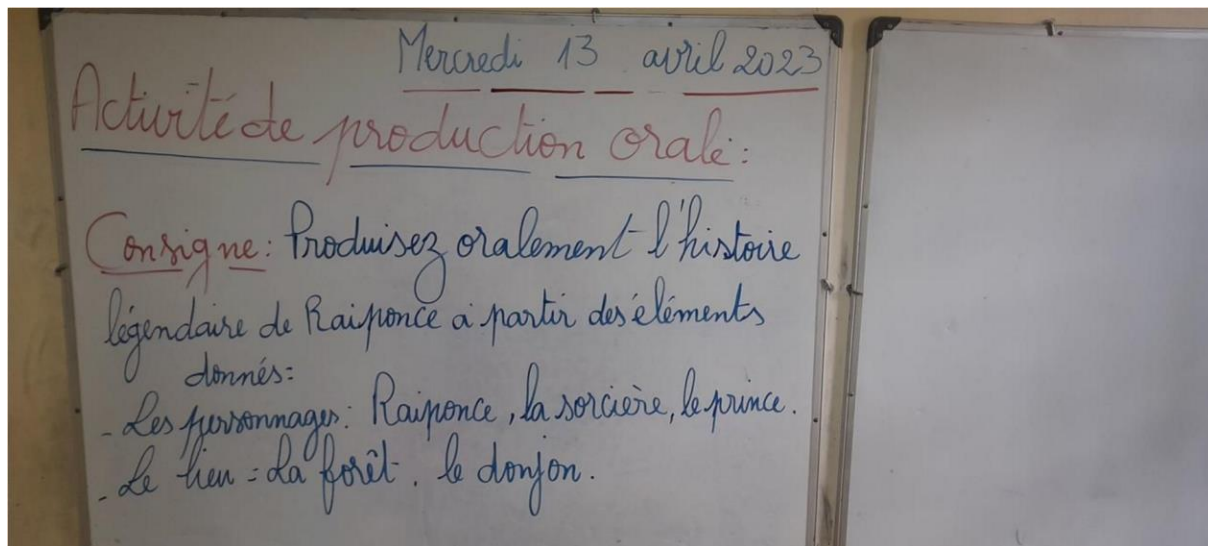 Mercredi 13 avril 2023
Activité de production orale :
Consigne : Produisez oralement l'histoire
légendaire de Raiponce à partir des éléments
donnés :
- Les personnages : Raiponce, la sorcière, le prince.
- Le lieu : La forêt, le donjon.